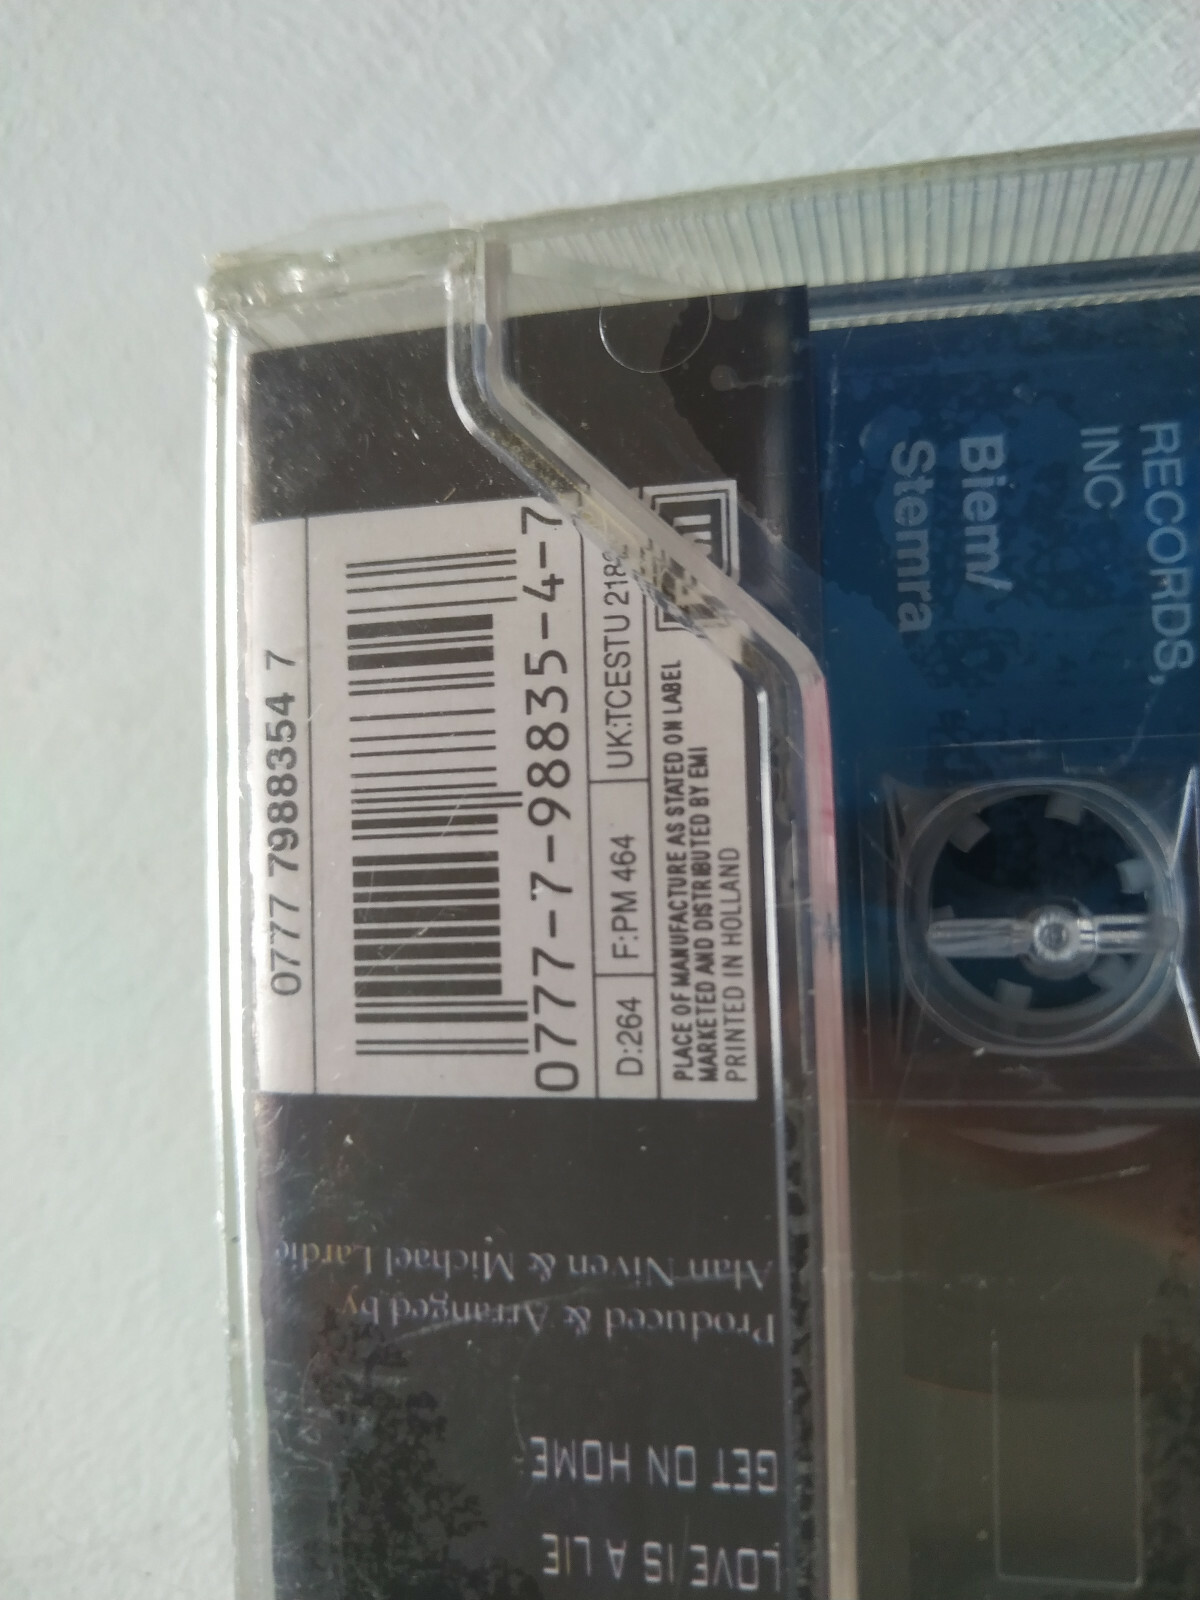 0777 798354 7
0777-7-98835-4-7
D:264
F:PM 464
UK:TCESTU
PLACE OF MANUFACTURE AS STATED ON LABEL
MARKETED AND DISTRIBUTED BY EMI
PRINTED IN HOLLAND
RECORDS,
INC
Biem/
Stemra
LOVE IS A LIE
GET ON HOME
Produced & Arranged by
Alan Niven & Michael Lardie